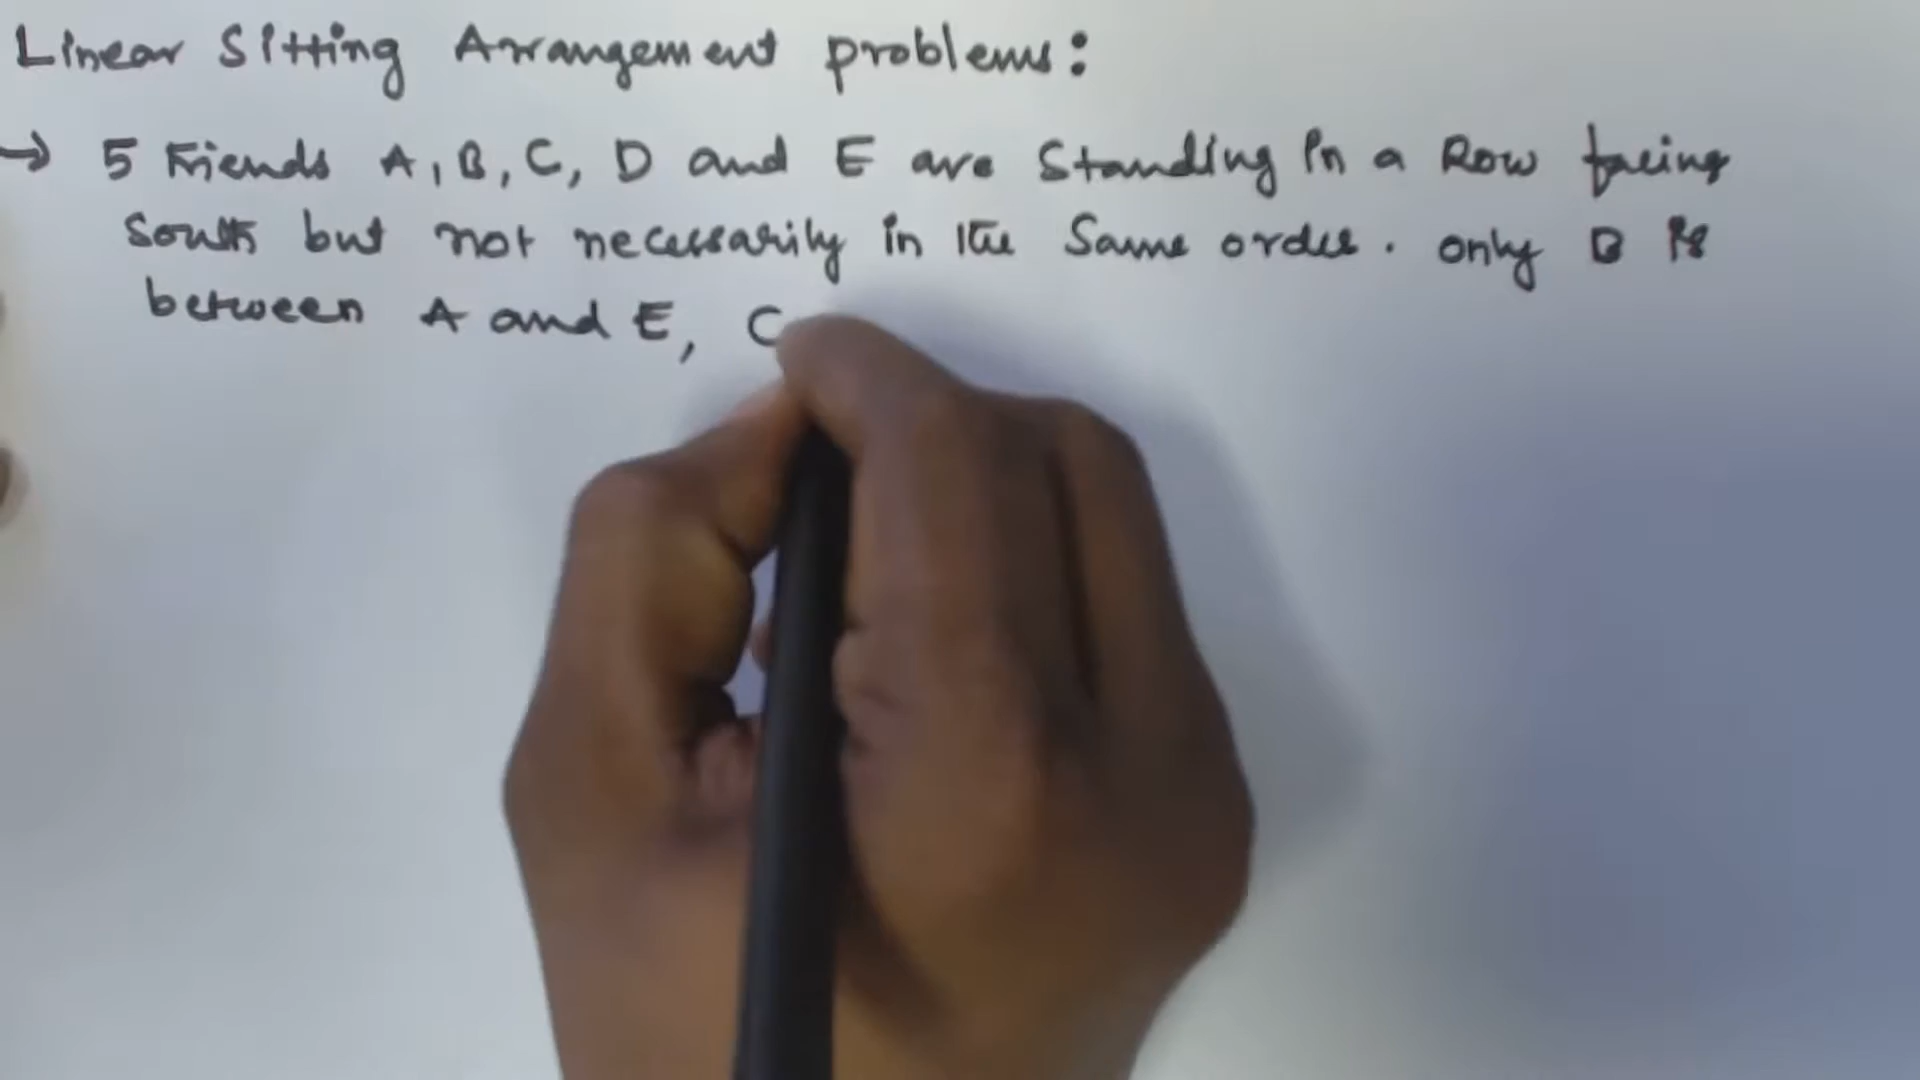 Linear Sitting Arrangement problems:
→ 5 Friends A, B, C, D and E are Standing in a Row facing
South but not necessarily in the Same order. only B is
between A and E, C